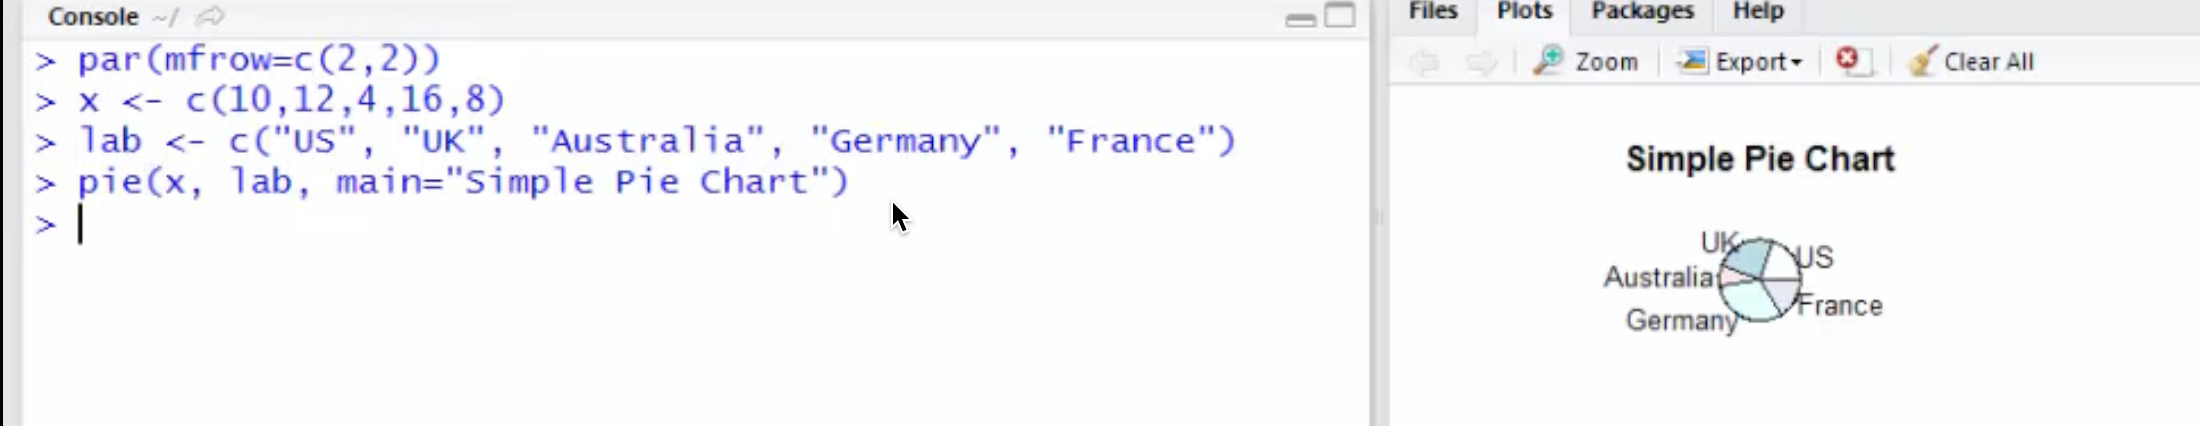 Console ~/
> par(mfrow=c(2,2))
> x <- c(10,12,4,16,8)
> lab <- c("US", "UK", "Australia", "Germany", "France")
> pie(x, lab, main="Simple Pie Chart")
>
Files Plots Packages Help
Zoom Export Clear All
Simple Pie Chart
UK
US
Australia
France
Germany